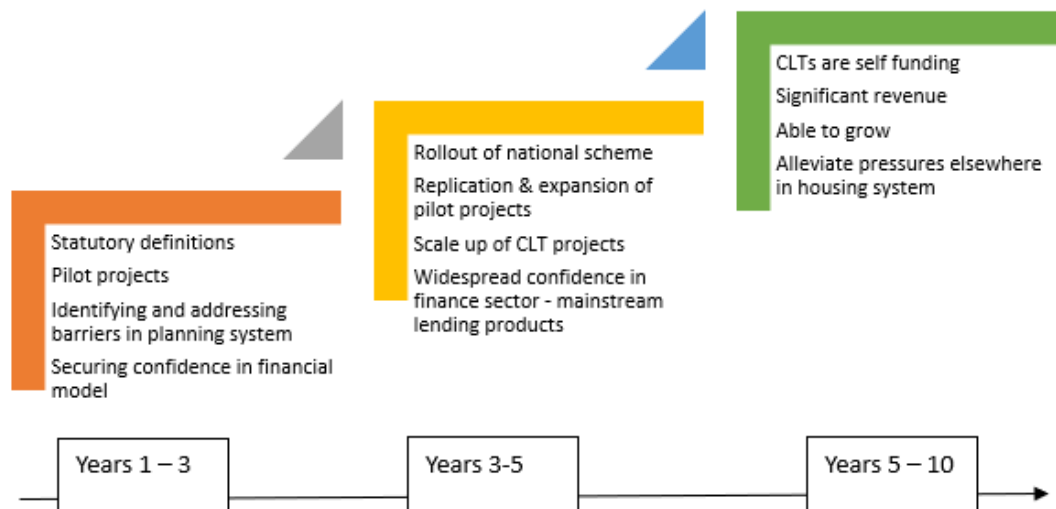 Statutory definitions
Pilot projects
Identifying and addressing
barriers in planning system
Securing confidence in financial
model
Rollout of national scheme
Replication & expansion of
pilot projects
Scale up of CLT projects
Widespread confidence in
finance sector - mainstream
lending products
CLTs are self funding
Significant revenue
Able to grow
Alleviate pressures elsewhere
in housing system
Years 1 – 3
Years 3-5
Years 5 – 10